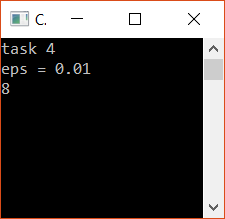 C.
task 4
eps = 0.01
8